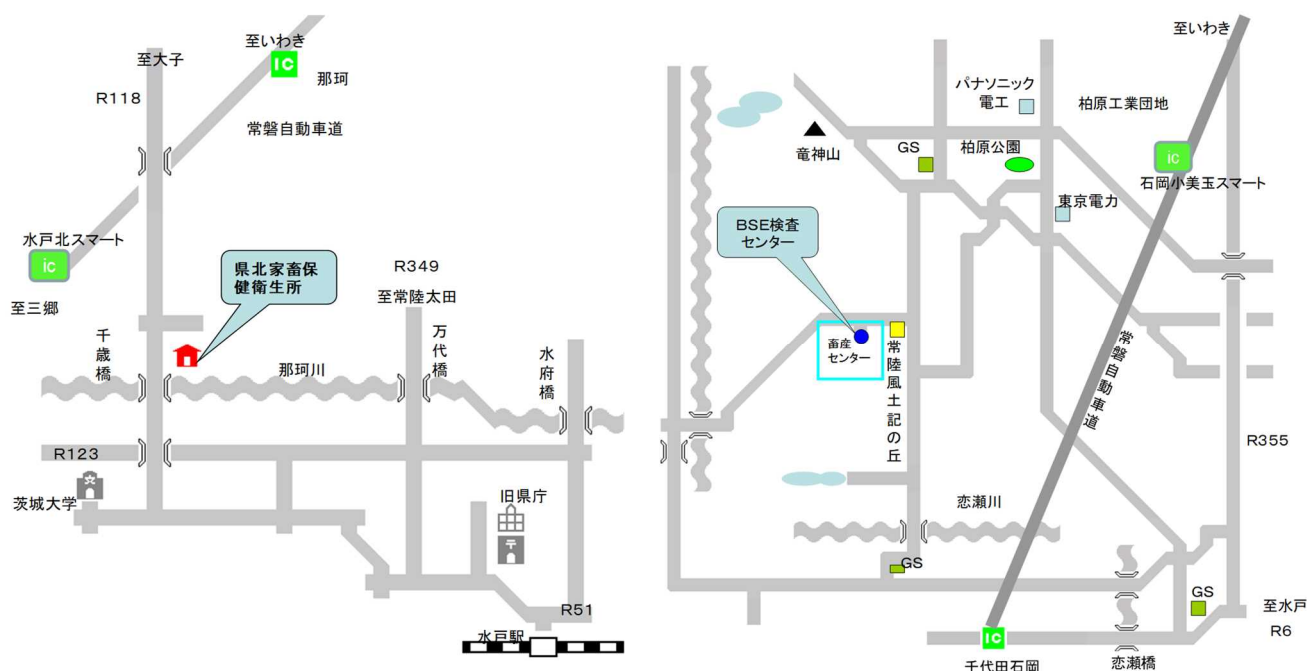 至いわき
至大子
IC
那珂
R118
常磐自動車道
水戸北スマート
ic
至三郷
県北家畜保
健衛生所
R349
至常陸太田
千歳橋
万代橋
水府橋
那珂川
R123
茨城大学
文
旧県庁
〒
R51
水戸駅
至いわき
パナソニック
電工
柏原工業団地
竜神山
GS
柏原公園
ic
石岡小美玉スマート
東京電力
BSE検査
センター
畜産
センター
常陸風土記の丘
常磐自動車道
R355
恋瀬川
GS
GS
至水戸
R6
IC
千代田石岡
恋瀬橋